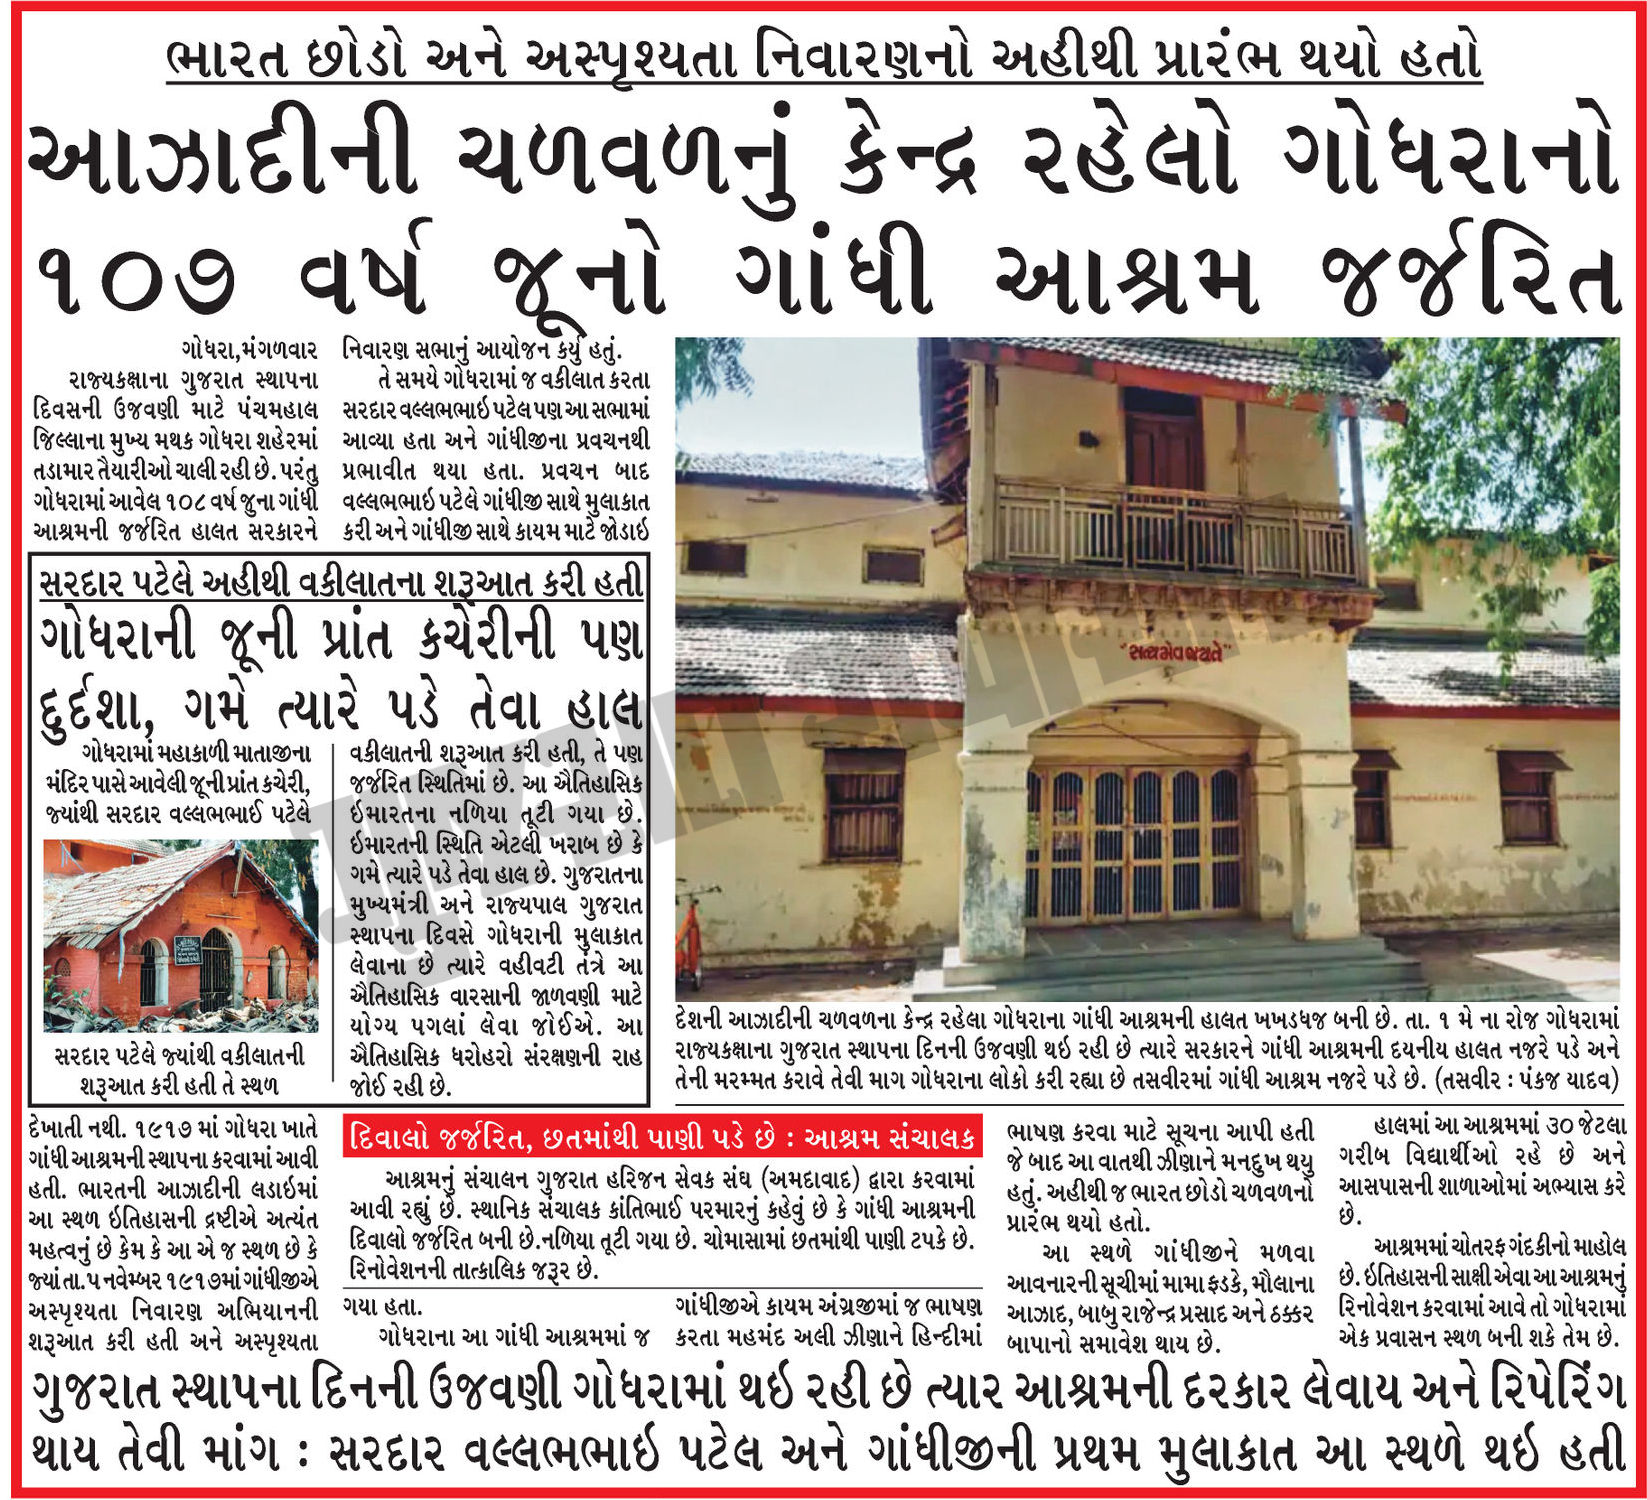 ભારત છોડો અને અસ્પૃશ્યતા નિવારણનો અહીથી પ્રારંભ થયો હતો
આઝાદીની ચળવળનું કેન્દ્ર રહેલો ગોધરાનો
૧૦૭ વર્ષ જૂનો ગાંધી આશ્રમ જર્જરિત
ગોધરા,મંગળવાર
રાજ્યકક્ષાના ગુજરાત સ્થાપના
દિવસની ઉજવણી માટે પંચમહાલ
જિલ્લાના મુખ્ય મથક ગોધરા શહેરમાં
તડામાર તૈયારીઓ ચાલી રહી છે. પરંતુ
ગોધરામાં આવેલ ૧૦૮ વર્ષ જુના ગાંધી
આશ્રમની જર્જરિત હાલત સરકારને
દેખાતી નથી. ૧૯૧૭ માં ગોધરા ખાતે
ગાંધી આશ્રમની સ્થાપના કરવામાં આવી
હતી. ભારતની આઝાદીની લડાઇમાં
આ સ્થળ ઇતિહાસની દ્રષ્ટીએ અત્યંત
મહત્વનું છે કેમ કે આ એ જ સ્થળ છે કે
જ્યાં તા. ૫ નવેમ્બર ૧૯૧૭માં ગાંધીજીએ
અસ્પૃશ્યતા નિવારણ અભિયાનની
શરૂઆત કરી હતી અને અસ્પૃશ્યતા
નિવારણ સભાનું આયોજન કર્યુ હતું.
તે સમયે ગોધરામાં જ વકીલાત કરતા
સરદાર વલ્લભભાઇ પટેલ પણ આ સભામાં
આવ્યા હતા અને ગાંધીજીના પ્રવચનથી
પ્રભાવીત થયા હતા. પ્રવચન બાદ
વલ્લભભાઇ પટેલે ગાંધીજી સાથે મુલાકાત
કરી અને ગાંધીજી સાથે કાયમ માટે જોડાઇ
ગયા હતા.
ગોધરાના આ ગાંધી આશ્રમમાં જ
ગાંધીજીએ કાયમ અંગ્રજીમાં જ ભાષણ
કરતા મહમંદ અલી ઝીણાને હિન્દીમાં
ભાષણ કરવા માટે સૂચના આપી હતી
જે બાદ આ વાતથી ઝીણાને મનદુખ થયુ
હતું. અહીથી જ ભારત છોડો ચળવળનો
પ્રારંભ થયો હતો.
આ સ્થળે ગાંધીજીને મળવા
આવનારની સૂચીમાં મામા ફડકે, મૌલાના
આઝાદ, બાબુ રાજેન્દ્ર પ્રસાદ અને ઠક્કર
બાપાનો સમાવેશ થાય છે.
હાલમાં આ આશ્રમમાં ૩૦ જેટલા
ગરીબ વિદ્યાર્થીઓ રહે છે અને
આસપાસની શાળાઓમાં અભ્યાસ કરે
છે.
આશ્રમમાં ચોતરફ ગંદકીનો માહોલ
છે. ઇતિહાસની સાક્ષી એવા આ આશ્રમનું
રિનોવેશન કરવામાં આવે તો ગોધરામાં
એક પ્રવાસન સ્થળ બની શકે તેમ છે.
સરદાર પટેલે અહીથી વકીલાતના શરૂઆત કરી હતી
ગોધરાની જૂની પ્રાંત કચેરીની પણ
દુર્દશા, ગમે ત્યારે પડે તેવા હાલ
ગોધરામાં મહાકાળી માતાજીના
મંદિર પાસે આવેલી જૂની પ્રાંત કચેરી,
જ્યાંથી સરદાર વલ્લભભાઈ પટેલે
સરદાર પટેલે જ્યાંથી વકીલાતની
શરૂઆત કરી હતી તે સ્થળ
વકીલાતની શરૂઆત કરી હતી, તે પણ
જર્જરિત સ્થિતિમાં છે. આ ઐતિહાસિક
ઇમારતના નળિયા તૂટી ગયા છે.
ઇમારતની સ્થિતિ એટલી ખરાબ છે કે
ગમે ત્યારે પડે તેવા હાલ છે. ગુજરાતના
મુખ્યમંત્રી અને રાજ્યપાલ ગુજરાત
સ્થાપના દિવસે ગોધરાની મુલાકાત
લેવાના છે ત્યારે વહીવટી તંત્રે આ
ઐતિહાસિક વારસાની જાળવણી માટે
યોગ્ય પગલાં લેવા જોઈએ. આ
ઐતિહાસિક ધરોહરો સંરક્ષણની રાહ
જોઈ રહી છે.
"સત્યમેવ જયતે"
દેશની આઝાદીની ચળવળના કેન્દ્ર રહેલા ગોધરાના ગાંધી આશ્રમની હાલત ખખડધજ બની છે. તા. ૧ મે ના રોજ ગોધરામાં
રાજ્યકક્ષાના ગુજરાત સ્થાપના દિનની ઉજવણી થઇ રહી છે ત્યારે સરકારને ગાંધી આશ્રમની દયનીય હાલત નજરે પડે અને
તેની મરમ્મત કરાવે તેવી માગ ગોધરાના લોકો કરી રહ્યા છે તસવીરમાં ગાંધી આશ્રમ નજરે પડે છે. (તસવીર : પંકજ યાદવ)
દિવાલો જર્જરિત, છતમાંથી પાણી પડે છે : આશ્રમ સંચાલક
આશ્રમનું સંચાલન ગુજરાત હરિજન સેવક સંઘ (અમદાવાદ) દ્વારા કરવામાં
આવી રહ્યું છે. સ્થાનિક સંચાલક કાંતિભાઈ પરમારનું કહેવું છે કે ગાંધી આશ્રમની
દિવાલો જર્જરિત બની છે.નળિયા તૂટી ગયા છે. ચોમાસામાં છતમાંથી પાણી ટપકે છે.
રિનોવેશનની તાત્કાલિક જરૂર છે.
ગુજરાત સ્થાપના દિનની ઉજવણી ગોધરામાં થઇ રહી છે ત્યાર આશ્રમની દરકાર લેવાય અને રિપેરિંગ
થાય તેવી માંગ : સરદાર વલ્લભભાઇ પટેલ અને ગાંધીજીની પ્રથમ મુલાકાત આ સ્થળે થઇ હતી